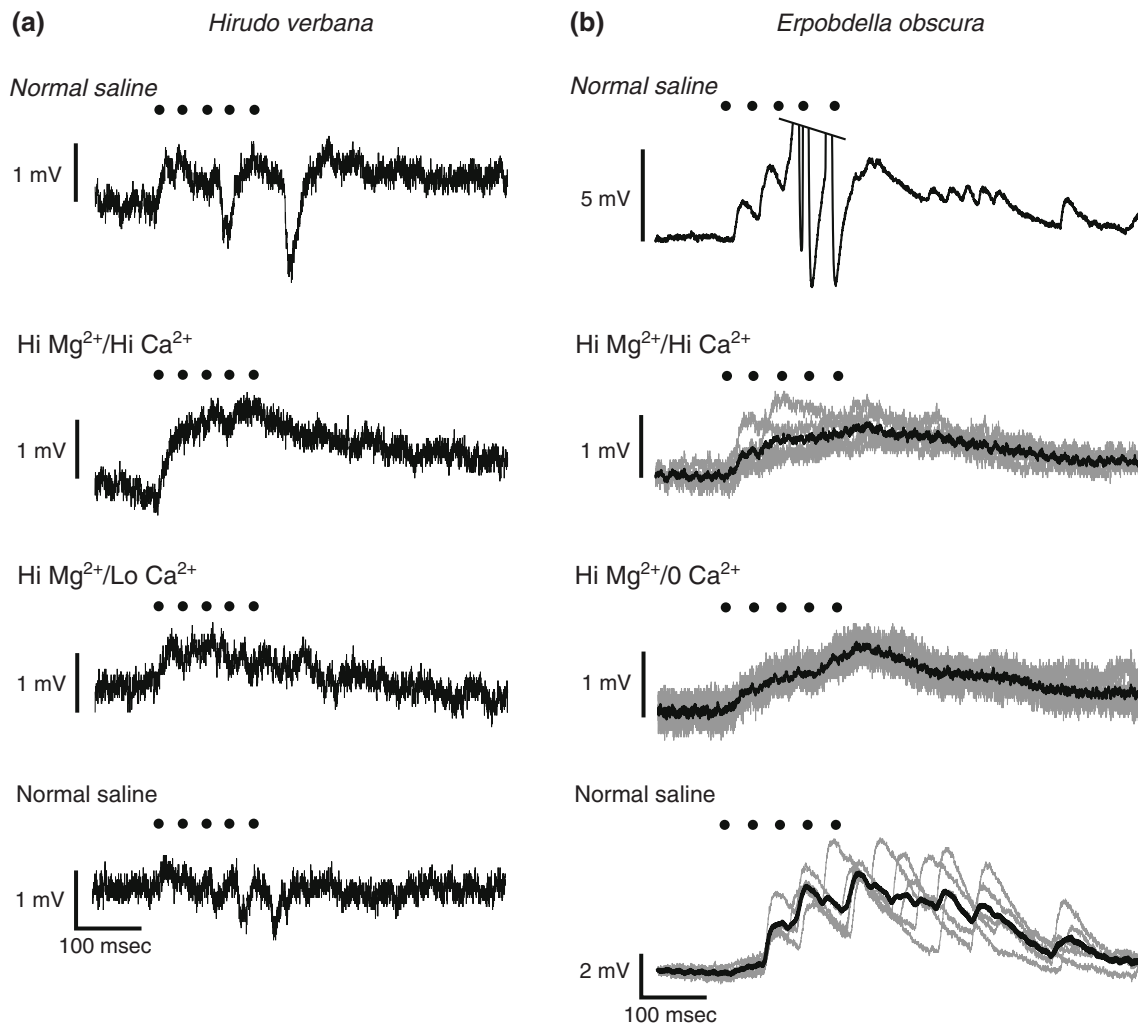 (a) Hirudo verbana
Normal saline
1 mV
Hi Mg²⁺/Hi Ca²⁺
1 mV
Hi Mg²⁺/Lo Ca²⁺
1 mV
Normal saline
1 mV
100 msec
(b) Erpobdella obscura
Normal saline
5 mV
Hi Mg²⁺/Hi Ca²⁺
1 mV
Hi Mg²⁺/0 Ca²⁺
1 mV
Normal saline
2 mV
100 msec